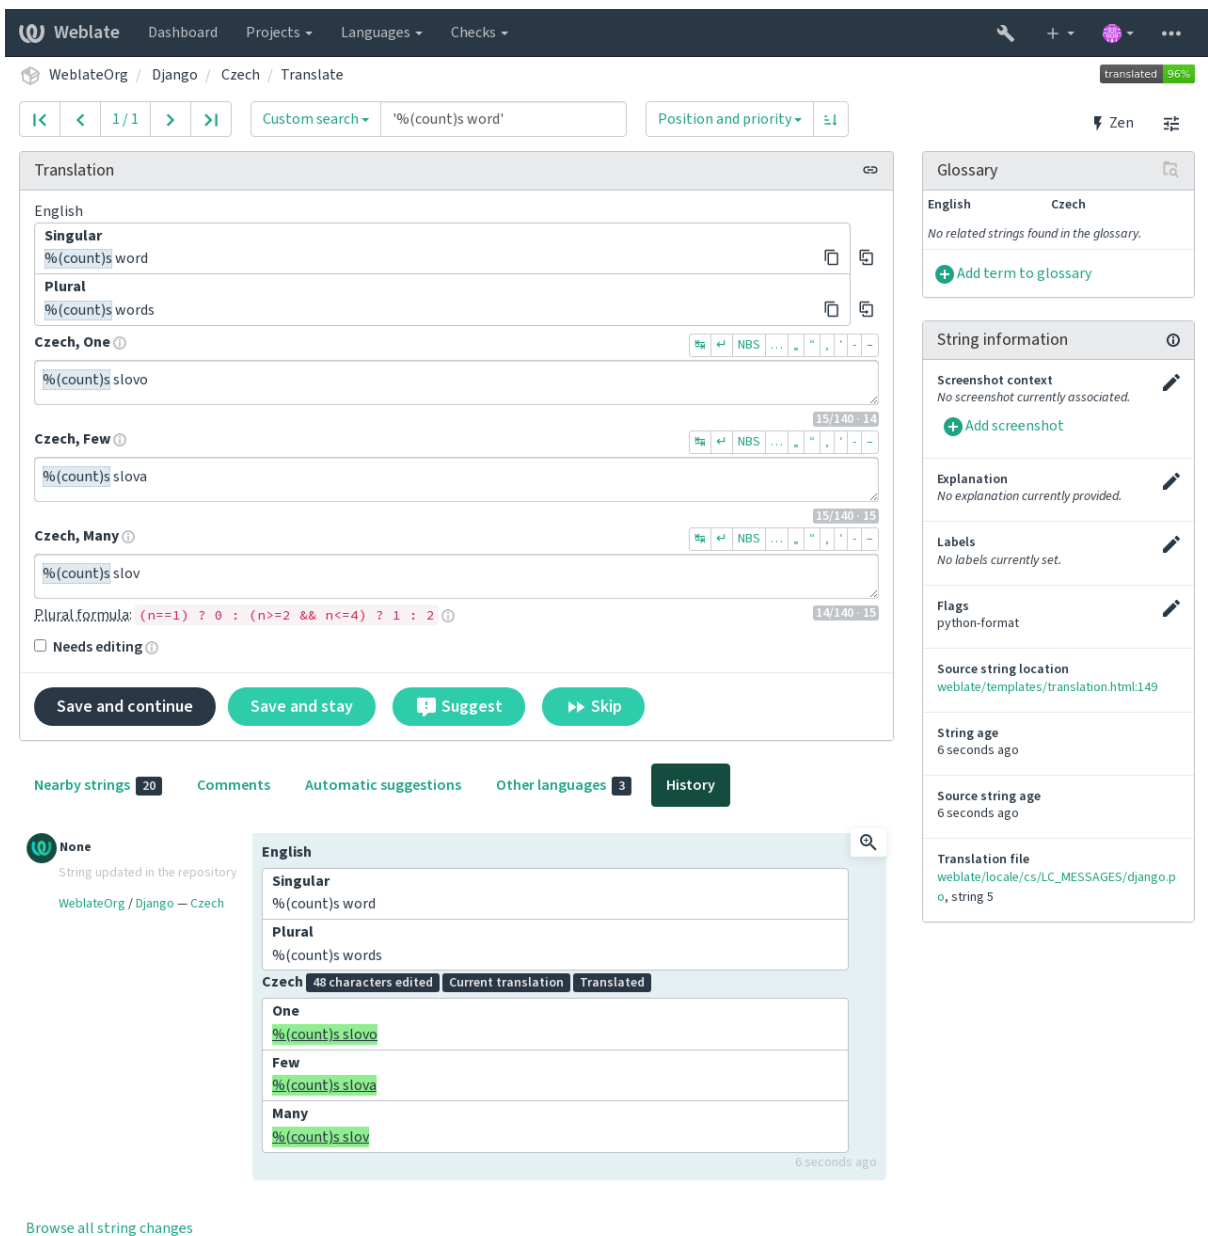 Weblate Dashboard Projects Languages Checks
WeblateOrg / Django / Czech / Translate
translated 96%
1 / 1
Custom search '%(count)s word'
Position and priority
Zen
Translation
English
Singular
%(count)s word
Plural
%(count)s words
Czech, One
NBS … „ “ ‚ ‘ - –
%(count)s slovo
15/140 · 14
Czech, Few
NBS … „ “ ‚ ‘ - –
%(count)s slova
15/140 · 15
Czech, Many
NBS … „ “ ‚ ‘ - –
%(count)s slov
Plural formula: (n==1) ? 0 : (n>=2 && n<=4) ? 1 : 2
14/140 · 15
Needs editing
Save and continue Save and stay Suggest Skip
Nearby strings 20 Comments Automatic suggestions Other languages 3 History
None
String updated in the repository
WeblateOrg / Django — Czech
English
Singular
%(count)s word
Plural
%(count)s words
Czech 48 characters edited Current translation Translated
One
%(count)s slovo
Few
%(count)s slova
Many
%(count)s slov
6 seconds ago
Browse all string changes
Glossary
English Czech
No related strings found in the glossary.
Add term to glossary
String information
Screenshot context
No screenshot currently associated.
Add screenshot
Explanation
No explanation currently provided.
Labels
No labels currently set.
Flags
python-format
Source string location
weblate/templates/translation.html:149
String age
6 seconds ago
Source string age
6 seconds ago
Translation file
weblate/locale/cs/LC_MESSAGES/django.p
o, string 5